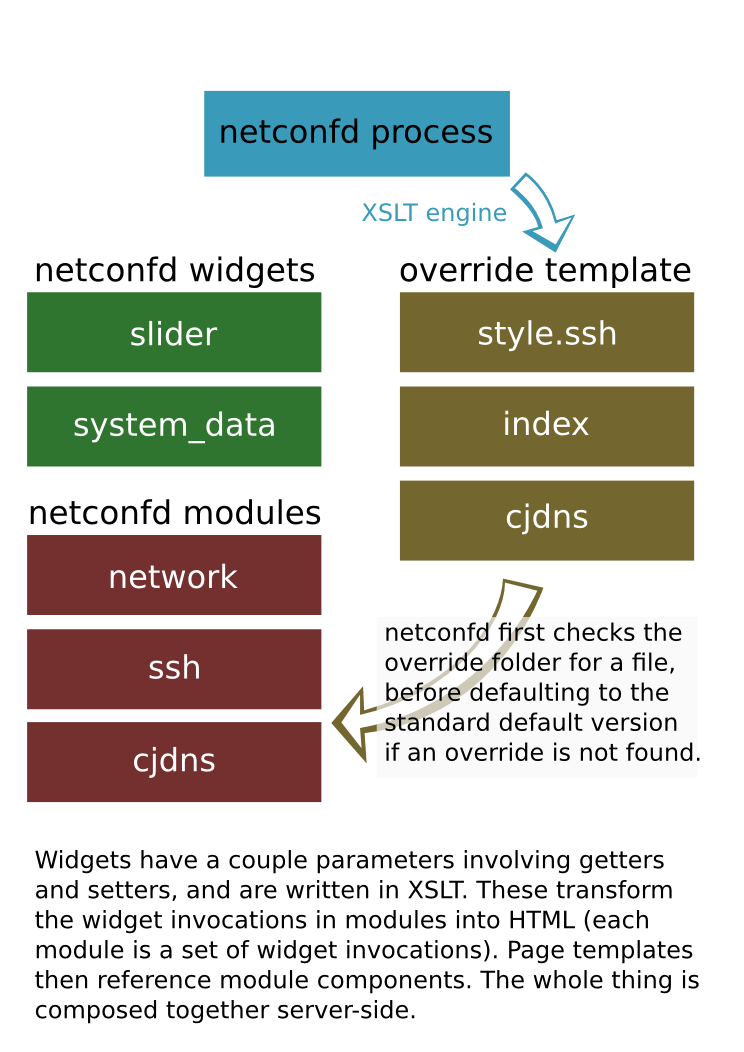 netconfd process
XSLT engine
netconfd widgets
slider
system_data
override template
style.ssh
index
cjdns
netconfd modules
network
ssh
cjdns
netconfd first checks the
override folder for a file,
before defaulting to the
standard default version
if an override is not found.
Widgets have a couple parameters involving getters
and setters, and are written in XSLT. These transform
the widget invocations in modules into HTML (each
module is a set of widget invocations). Page templates
then reference module components. The whole thing is
composed together server-side.